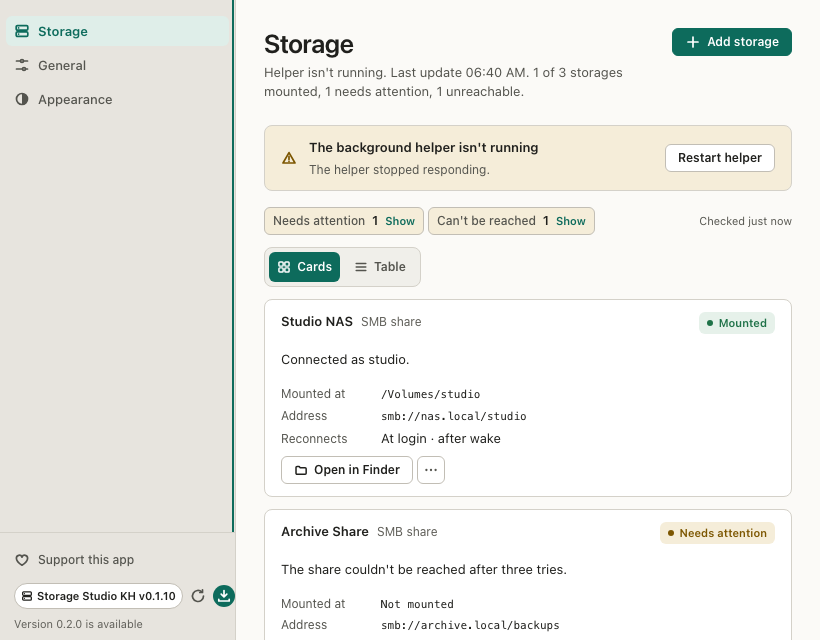 Storage
General
Appearance
Support this app
Storage Studio KH v0.1.10
Version 0.2.0 is available
Storage
Add storage
Helper isn't running. Last update 06:40 AM. 1 of 3 storages
mounted, 1 needs attention, 1 unreachable.
The background helper isn't running
The helper stopped responding.
Restart helper
Needs attention 1 Show
Can't be reached 1 Show
Checked just now
Cards
Table
Studio NAS SMB share
Mounted
Connected as studio.
Mounted at /Volumes/studio
Address smb://nas.local/studio
Reconnects At login · after wake
Open in Finder
Archive Share SMB share
Needs attention
The share couldn't be reached after three tries.
Mounted at Not mounted
Address smb://archive.local/backups